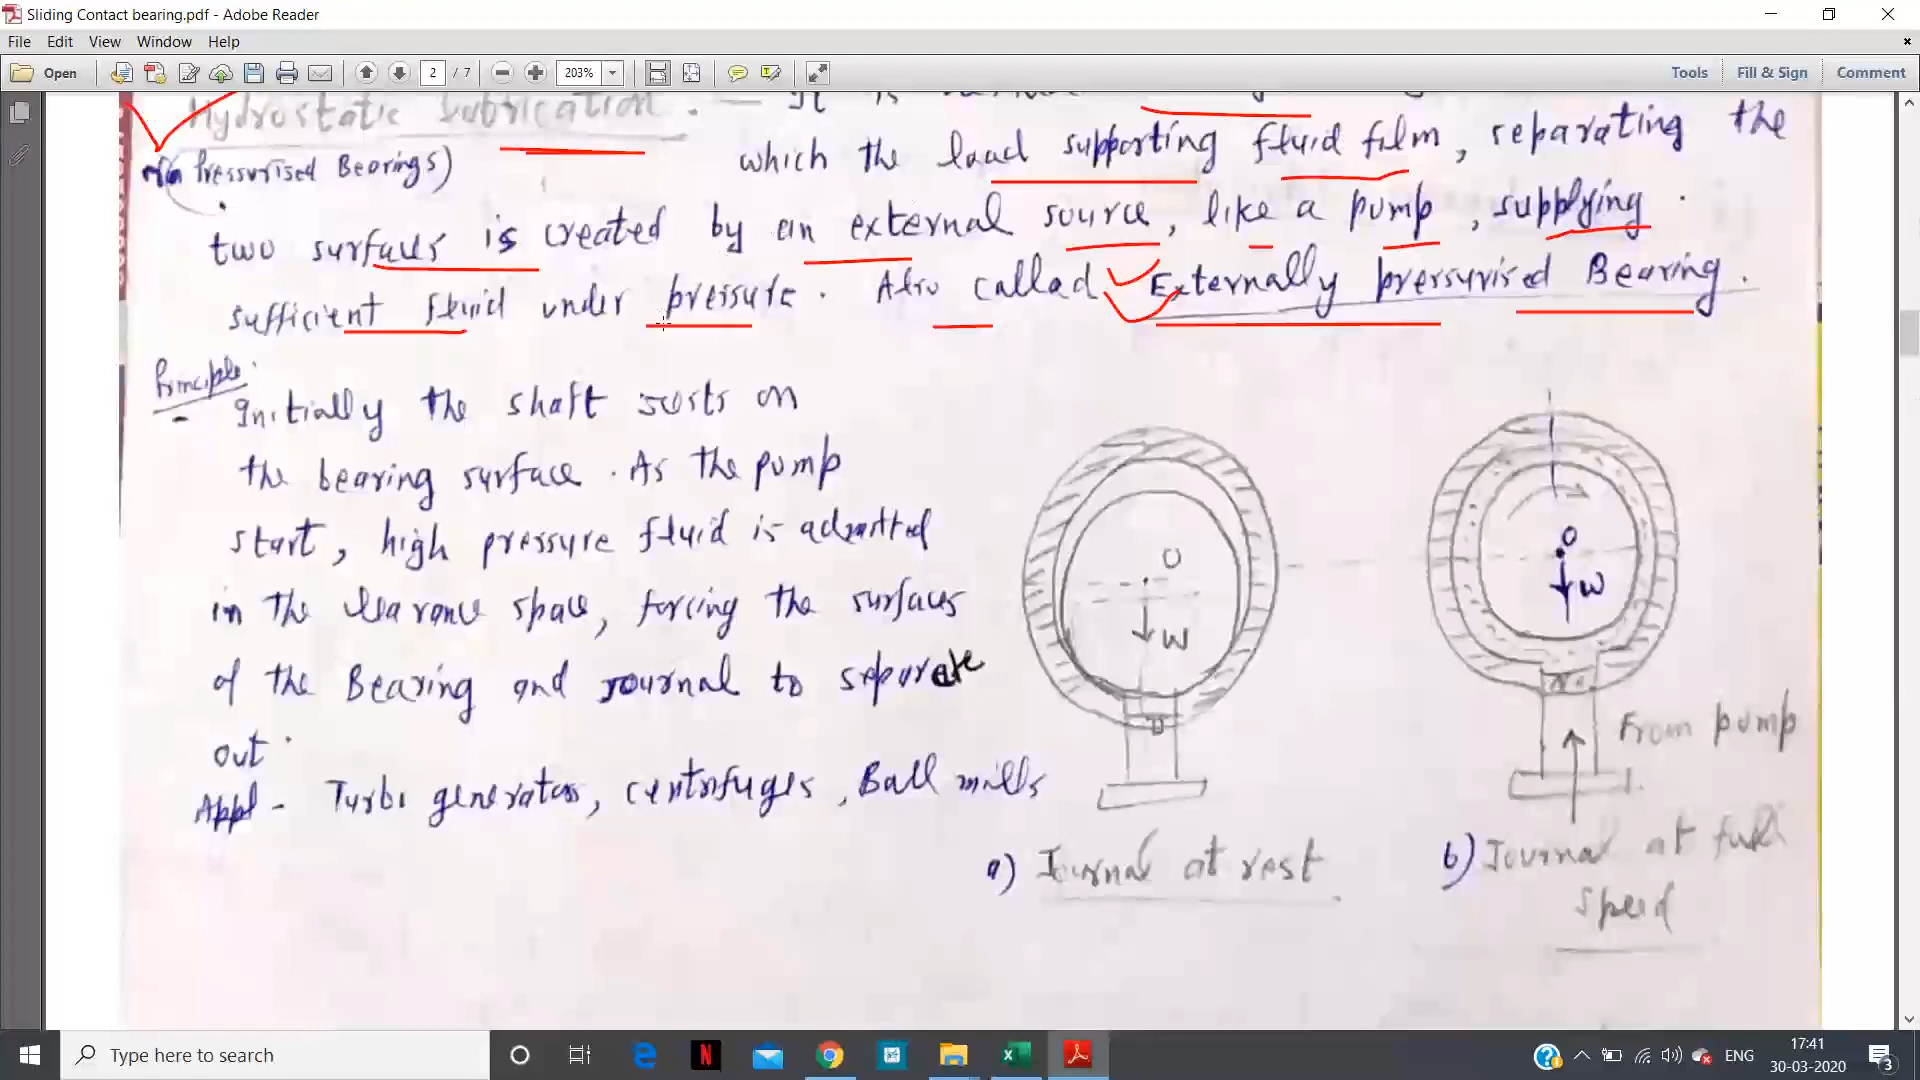 Sliding Contact bearing.pdf - Adobe Reader
File Edit View Window Help
Open 2 / 7 203% Tools Fill & Sign Comment
Hydrostatic Lubrication. — It is
(Pressurised Bearings) which the load supporting fluid film, separating the
two surfaces is created by an external source, like a pump, supplying
sufficient fluid under pressure. Also called Externally pressurised Bearing.
Principle:
- Initially the shaft rests on
the bearing surface. As the pump
start, high pressure fluid is admitted
in the clearance space, forcing the surfaces
of the Bearing and Journal to separate
out.
Appl - Turbo generators, centrifuges, Ball mills
O
W
a) Journal at rest
O
W
From pump
b) Journal at full
speed
Type here to search
ENG
17:41
30-03-2020
3